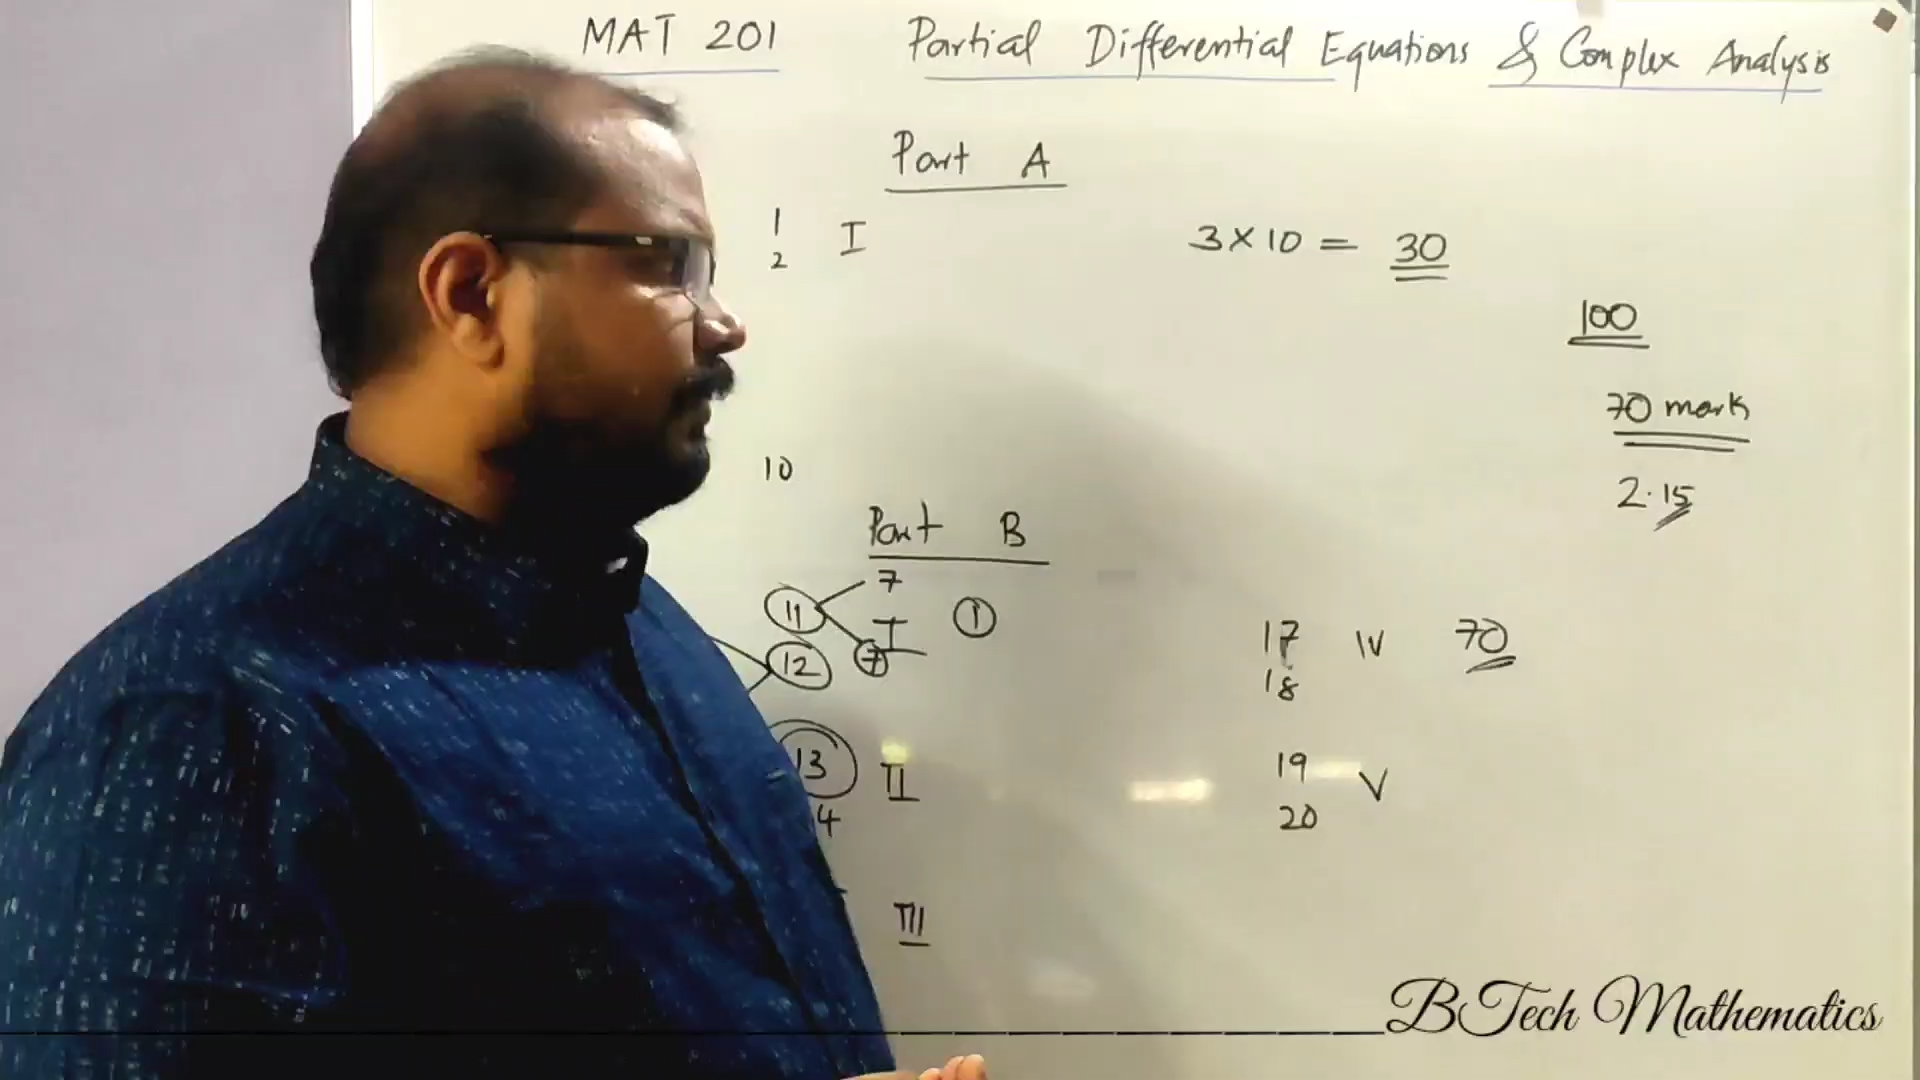 MAT 201 Partial Differential Equations & Complex Analysis
Part A
1
2 I
3 × 10 = 30
100
70 mark
2.15
10
Part B
7
11 I ①
7
12
13 II
4
III
17 IV 70
18
19 V
20
BTech Mathematics